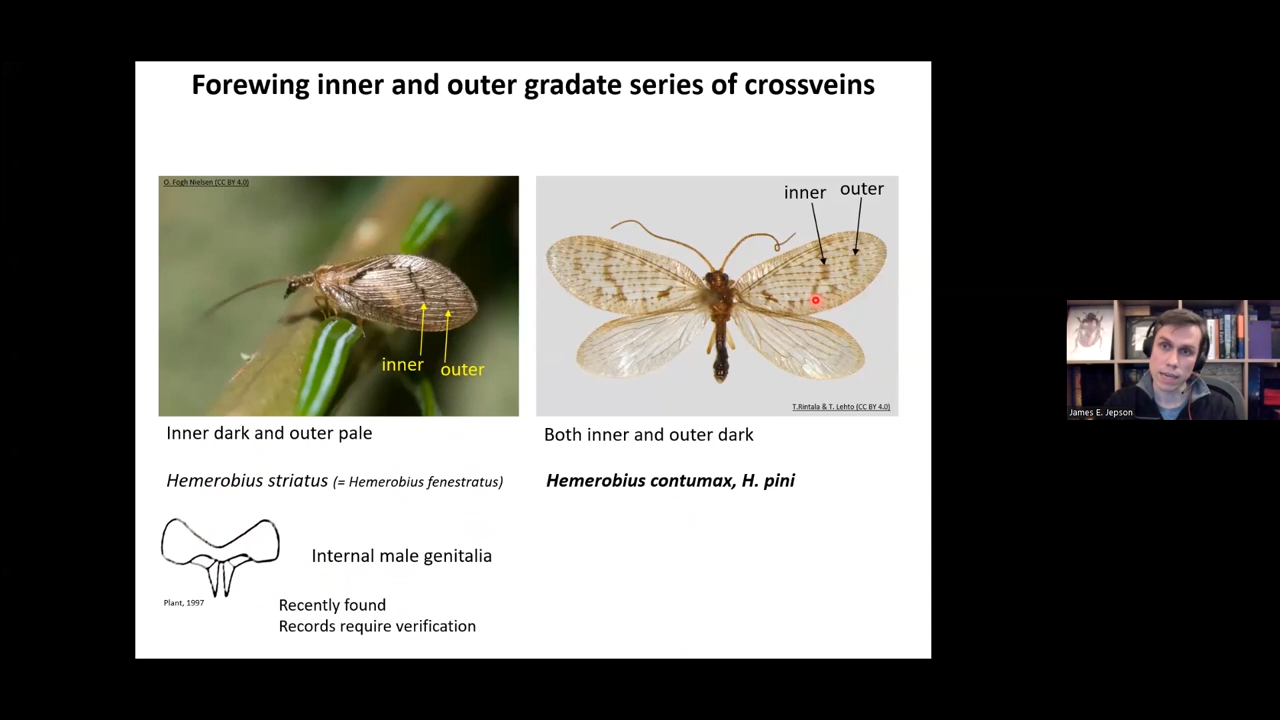 Forewing inner and outer gradate series of crossveins
O. Fogh Nielsen (CC BY 4.0)
inner
outer
inner
outer
T.Rintala & T. Lehto (CC BY 4.0)
Inner dark and outer pale
Both inner and outer dark
Hemerobius striatus (= Hemerobius fenestratus)
Hemerobius contumax, H. pini
Internal male genitalia
Plant, 1997
Recently found
Records require verification
James E. Jepson